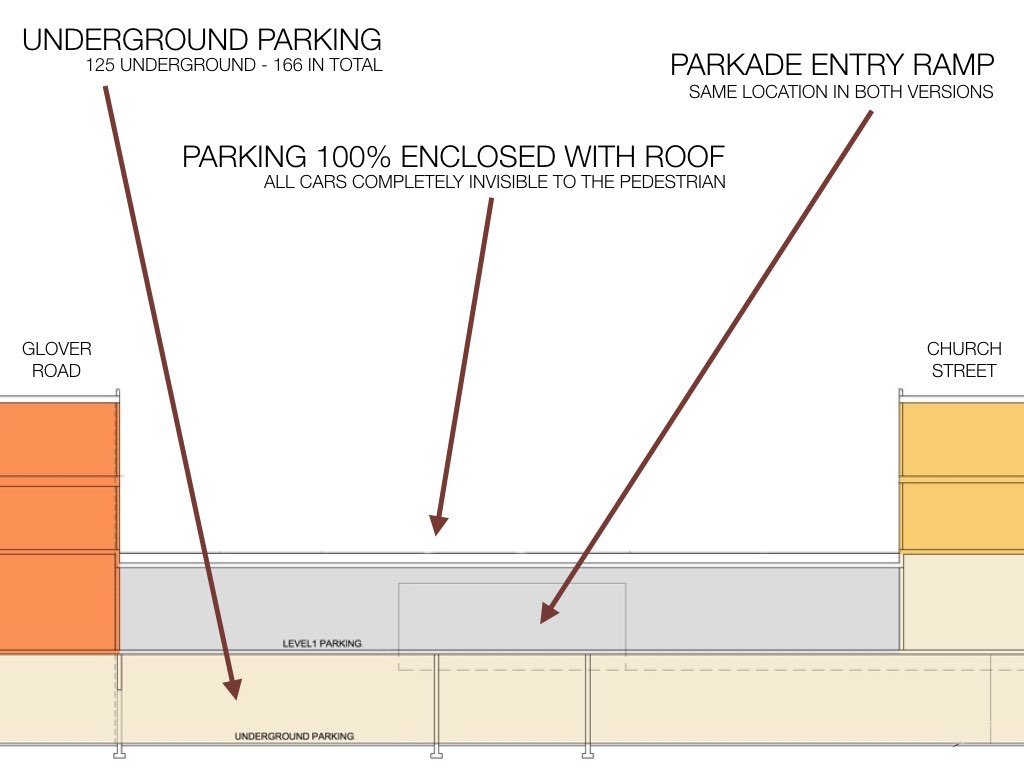 UNDERGROUND PARKING
125 UNDERGROUND - 166 IN TOTAL
PARKADE ENTRY RAMP
SAME LOCATION IN BOTH VERSIONS
PARKING 100% ENCLOSED WITH ROOF
ALL CARS COMPLETELY INVISIBLE TO THE PEDESTRIAN
GLOVER
ROAD
CHURCH
STREET
LEVEL1 PARKING
UNDERGROUND PARKING